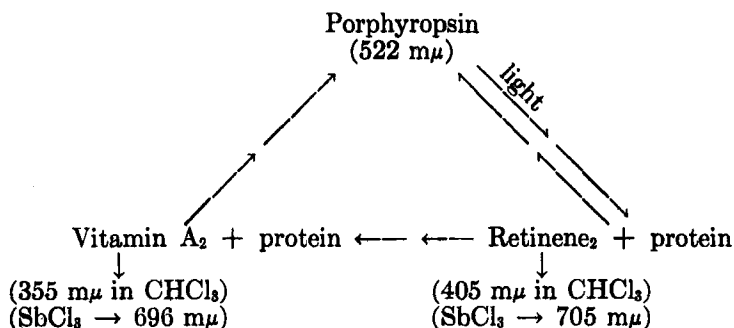 Porphyropsin
(522 mμ)
light
Vitamin A₂ + protein ←— ←— Retinene₂ + protein
↓ ↓
(355 mμ in CHCl₃) (405 mμ in CHCl₃)
(SbCl₃ → 696 mμ) (SbCl₃ → 705 mμ)